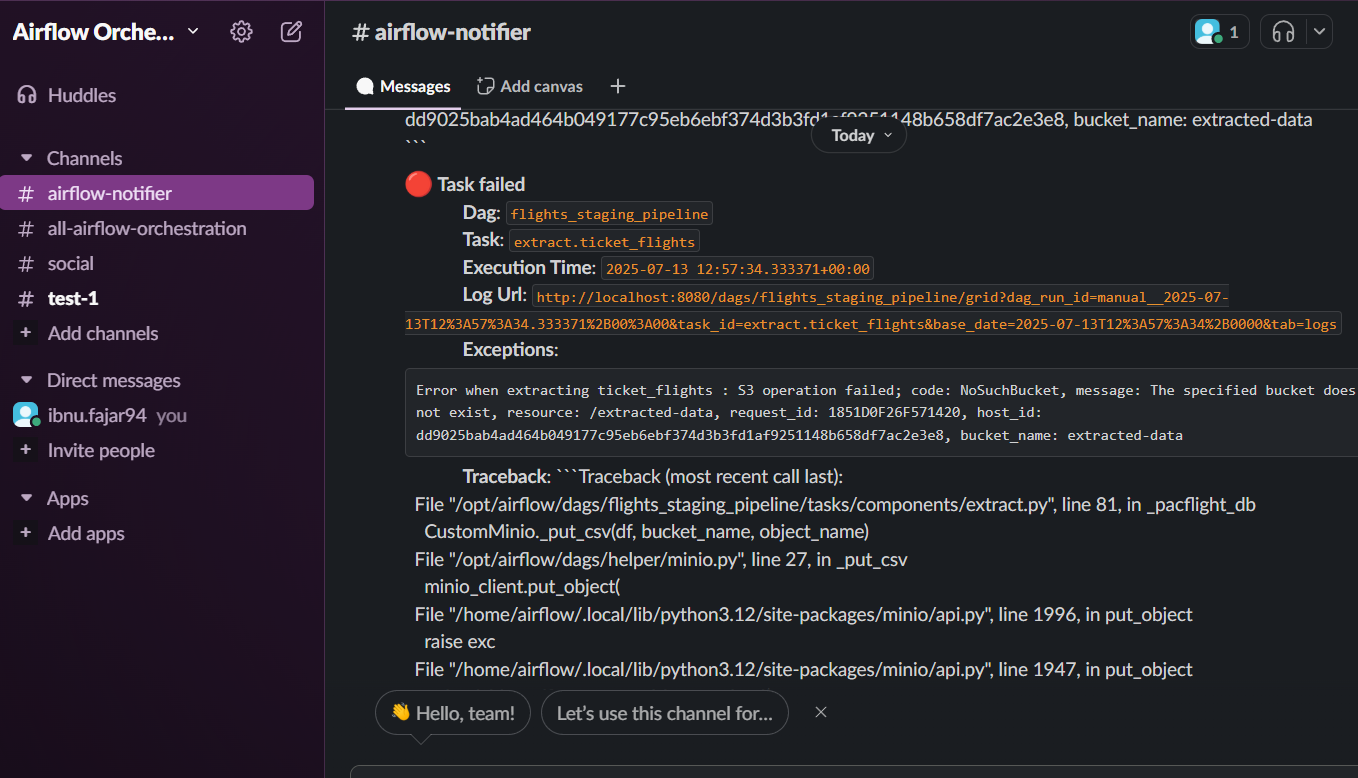 Airflow Orche...
Huddles
Channels
# airflow-notifier
# all-airflow-orchestration
# social
# test-1
+ Add channels
Direct messages
ibnu.fajar94 you
+ Invite people
Apps
+ Add apps
# airflow-notifier
1
Messages
Add canvas
+
dd9025bab4ad464b049177c95eb6ebf374d3b3fd1af9251148b658df7ac2e3e8, bucket_name: extracted-data
Today
```
Task failed
Dag: flights_staging_pipeline
Task: extract.ticket_flights
Execution Time: 2025-07-13 12:57:34.333371+00:00
Log Url: http://localhost:8080/dags/flights_staging_pipeline/grid?dag_run_id=manual__2025-07-
13T12%3A57%3A34.333371%2B00%3A00&task_id=extract.ticket_flights&base_date=2025-07-13T12%3A57%3A34%2B0000&tab=logs
Exceptions:
Error when extracting ticket_flights : S3 operation failed; code: NoSuchBucket, message: The specified bucket does
not exist, resource: /extracted-data, request_id: 1851D0F26F571420, host_id:
dd9025bab4ad464b049177c95eb6ebf374d3b3fd1af9251148b658df7ac2e3e8, bucket_name: extracted-data
Traceback: ```Traceback (most recent call last):
File "/opt/airflow/dags/flights_staging_pipeline/tasks/components/extract.py", line 81, in _pacflight_db
CustomMinio._put_csv(df, bucket_name, object_name)
File "/opt/airflow/dags/helper/minio.py", line 27, in _put_csv
minio_client.put_object(
File "/home/airflow/.local/lib/python3.12/site-packages/minio/api.py", line 1996, in put_object
raise exc
File "/home/airflow/.local/lib/python3.12/site-packages/minio/api.py", line 1947, in put_object
👋 Hello, team!
Let's use this channel for...